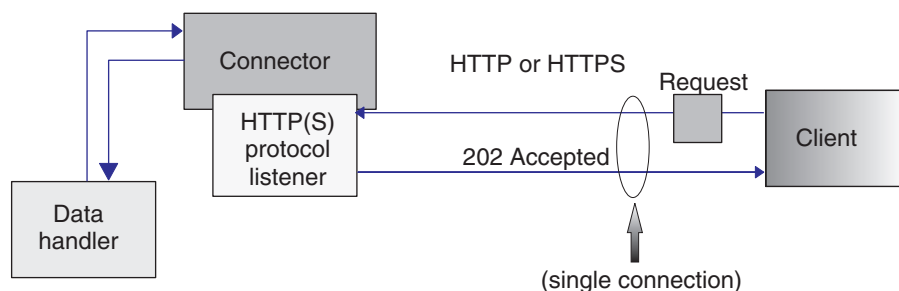 Connector
HTTP or HTTPS
Request
HTTP(S)
protocol
listener
202 Accepted
Client
Data
handler
(single connection)